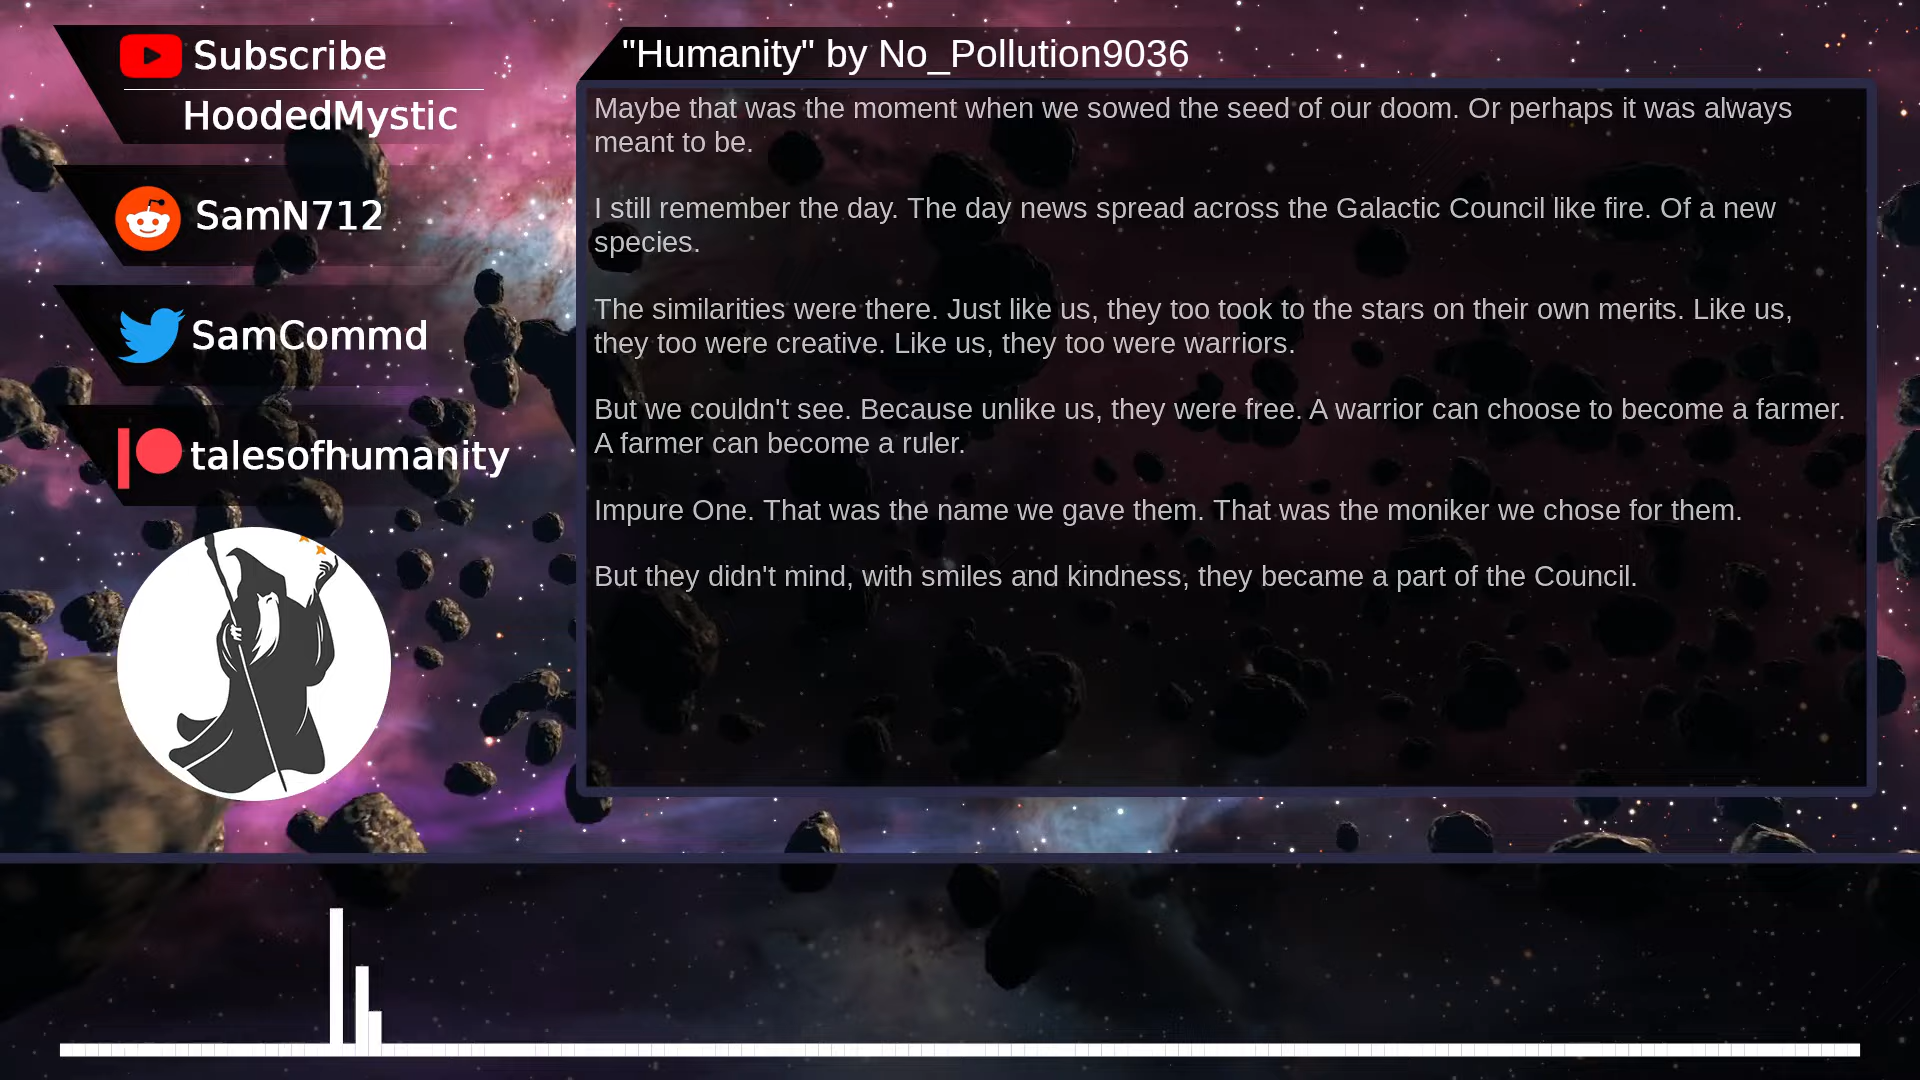 Subscribe
HoodedMystic
SamN712
SamCommd
talesofhumanity
"Humanity" by No_Pollution9036
Maybe that was the moment when we sowed the seed of our doom. Or perhaps it was always
meant to be.
I still remember the day. The day news spread across the Galactic Council like fire. Of a new
species.
The similarities were there. Just like us, they too took to the stars on their own merits. Like us,
they too were creative. Like us, they too were warriors.
But we couldn't see. Because unlike us, they were free. A warrior can choose to become a farmer.
A farmer can become a ruler.
Impure One. That was the name we gave them. That was the moniker we chose for them.
But they didn't mind, with smiles and kindness, they became a part of the Council.